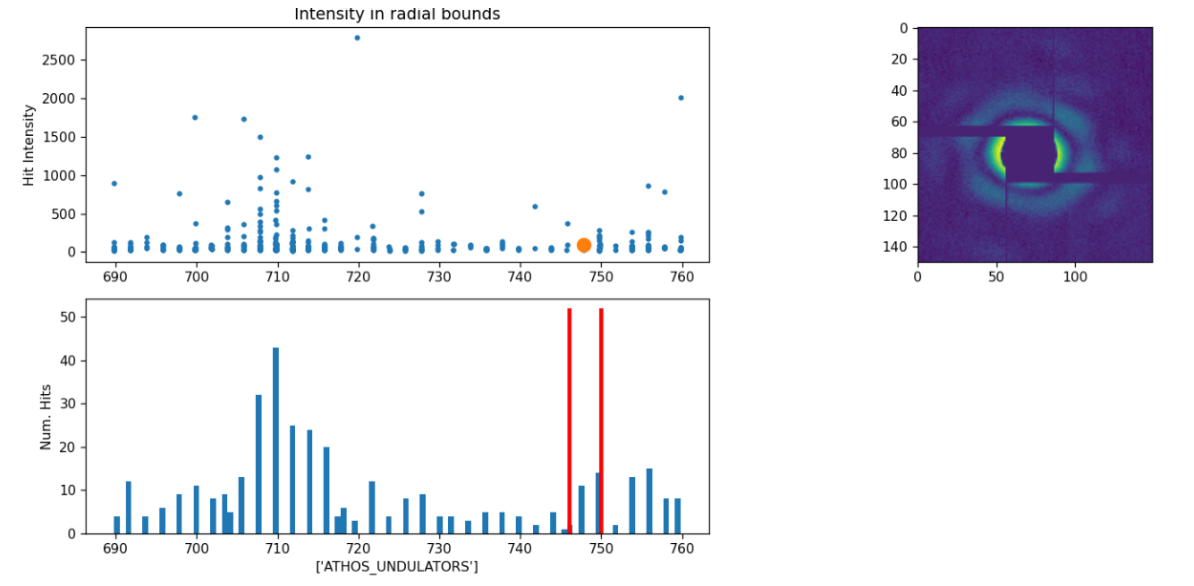 Intensity in radial bounds
Hit Intensity
2500
2000
1500
1000
500
0
690 700 710 720 730 740 750 760
0
20
40
60
80
100
120
140
0 50 100
Num. Hits
50
40
30
20
10
0
690 700 710 720 730 740 750 760
['ATHOS_UNDULATORS']